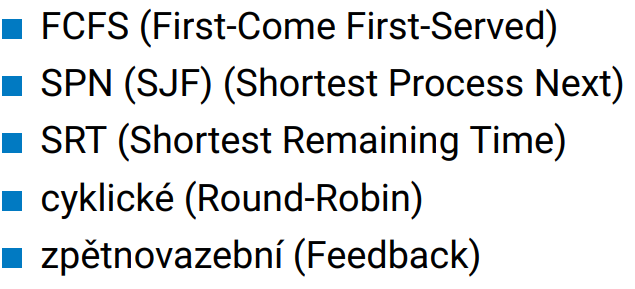 FCFS (First-Come First-Served)
SPN (SJF) (Shortest Process Next)
SRT (Shortest Remaining Time)
cyklické (Round-Robin)
zpětnovazební (Feedback)